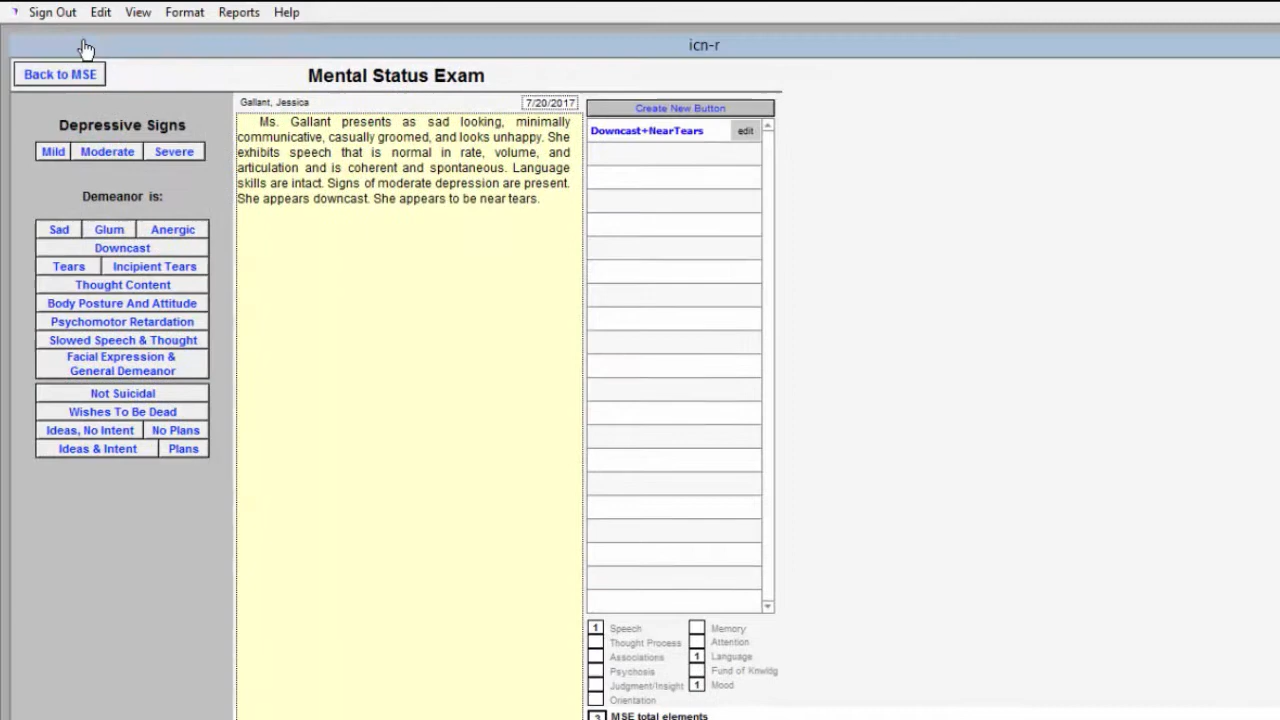 Sign Out Edit View Format Reports Help
icn-r
Back to MSE
Mental Status Exam
Depressive Signs
Mild Moderate Severe
Demeanor is:
Sad Glum Anergic
Downcast
Tears Incipient Tears
Thought Content
Body Posture And Attitude
Psychomotor Retardation
Slowed Speech & Thought
Facial Expression &
General Demeanor
Not Suicidal
Wishes To Be Dead
Ideas, No Intent No Plans
Ideas & Intent Plans
Gallant, Jessica 7/20/2017
Ms. Gallant presents as sad looking, minimally
communicative, casually groomed, and looks unhappy. She
exhibits speech that is normal in rate, volume, and
articulation and is coherent and spontaneous. Language
skills are intact. Signs of moderate depression are present.
She appears downcast. She appears to be near tears.
Create New Button
Downcast+NearTears edit
1 Speech Memory
Thought Process Attention
Associations 1 Language
Psychosis Fund of Knwldg
Judgment/Insight 1 Mood
Orientation
3 MSE total elements